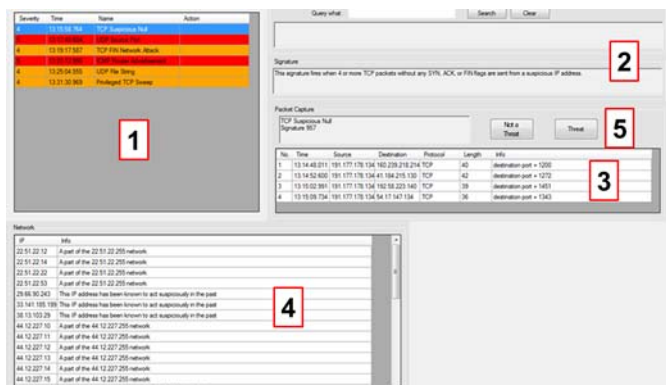 Severity Time Name Action
4 13:15:58.764 TCP Suspicious Null
4 13:19:17.587 TCP FIN Network Attack
4 13:25:04.855 UDP File String
4 13:31:30.969 Privileged TCP Sweep
1
Query what: Search Clear
2
Signature
This signature fires when 4 or more TCP packets without any SYN, ACK, or FIN flags are sent from a suspicious IP address.
Packet Capture
TCP Suspicious Null
Signature 957
Not a Threat
Threat
5
No. Time Source Destination Protocol Length Info
1 13:14:48.011 191.177.178.134 160.239.218.214 TCP 40 destination port = 1200
2 13:14:52.600 191.177.178.134 41.184.215.130 TCP 42 destination port = 1272
3 13:15:02.991 191.177.178.134 192.58.223.140 TCP 39 destination port = 1451
4 13:15:09.734 191.177.178.134 54.17.147.134 TCP 36 destination port = 1343
3
Network
IP Info
22.51.22.12 A part of the 22.51.22.255 network
22.51.22.14 A part of the 22.51.22.255 network
22.51.22.22 A part of the 22.51.22.255 network
22.51.22.53 A part of the 22.51.22.255 network
29.66.90.243 This IP address has been known to act suspiciously in the past
33.141.105.199 This IP address has been known to act suspiciously in the past
38.13.103.29 This IP address has been known to act suspiciously in the past
44.12.227.10 A part of the 44.12.227.255 network
44.12.227.11 A part of the 44.12.227.255 network
44.12.227.12 A part of the 44.12.227.255 network
44.12.227.13 A part of the 44.12.227.255 network
44.12.227.14 A part of the 44.12.227.255 network
44.12.227.15 A part of the 44.12.227.255 network
4